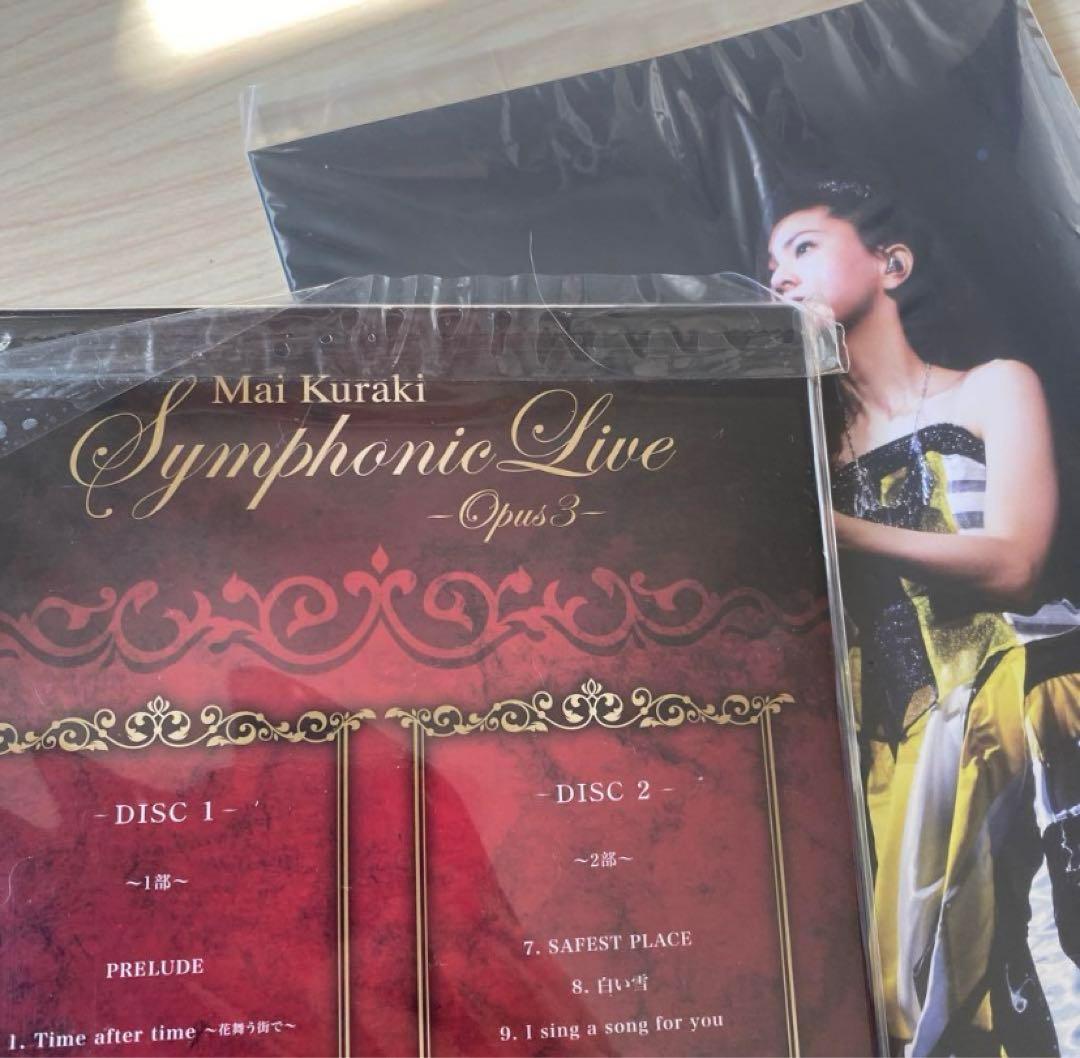 Mai Kuraki
Symphonic Live
-Opus3-
-DISC 1-
~1部~
PRELUDE
1. Time after time ~花舞う街で~
-DISC 2-
~2部~
7. SAFEST PLACE
8. 白い雪
9. I sing a song for you